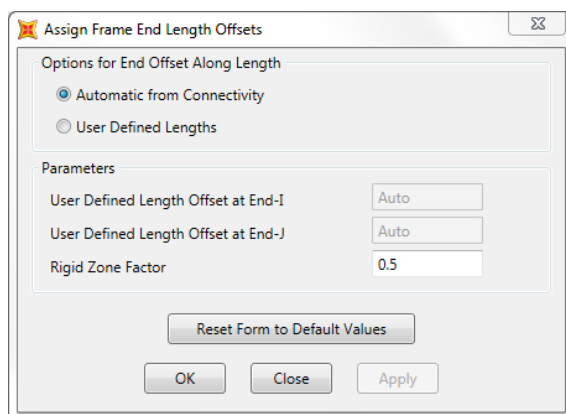 Assign Frame End Length Offsets
Options for End Offset Along Length
Automatic from Connectivity
User Defined Lengths
Parameters
User Defined Length Offset at End-I
Auto
User Defined Length Offset at End-J
Auto
Rigid Zone Factor
0.5
Reset Form to Default Values
OK
Close
Apply